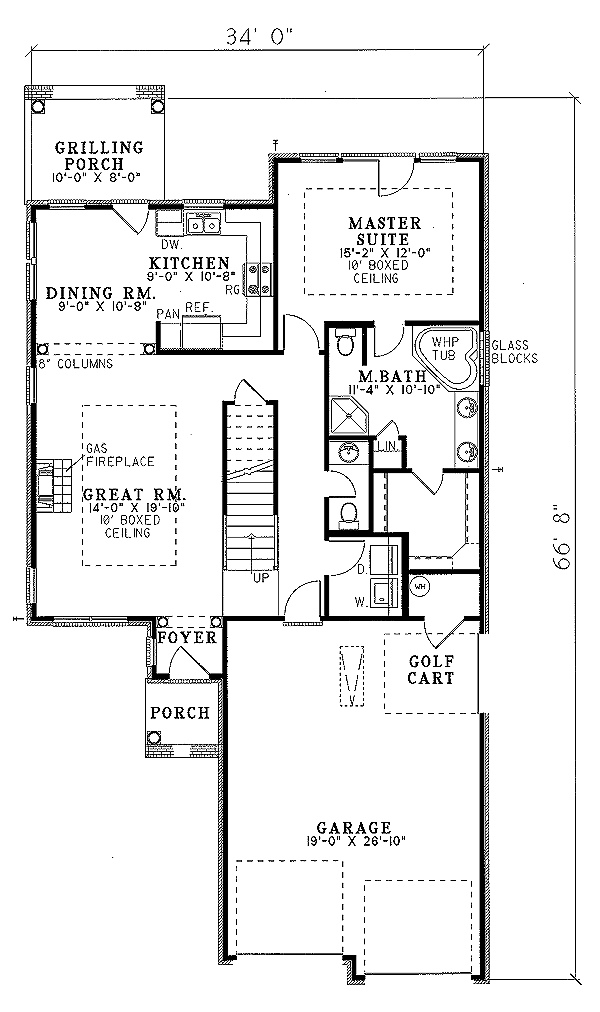 34' 0"
GRILLING
PORCH
10'-0" X 8'-0"
DW.
KITCHEN
9'-0" X 10'-8"
RG
DINING RM.
9'-0" X 10'-8"
PAN
REF.
8" COLUMNS
MASTER
SUITE
15'-2" X 12'-0"
10' BOXED
CEILING
WHP
TUB
GLASS
BLOCKS
M.BATH
11'-4" X 10'-10"
LIN.
GAS
FIREPLACE
GREAT RM.
14'-0" X 19'-10"
10' BOXED
CEILING
UP
D.
W.
WH
66' 8"
FOYER
PORCH
GOLF
CART
GARAGE
19'-0" X 26'-10"